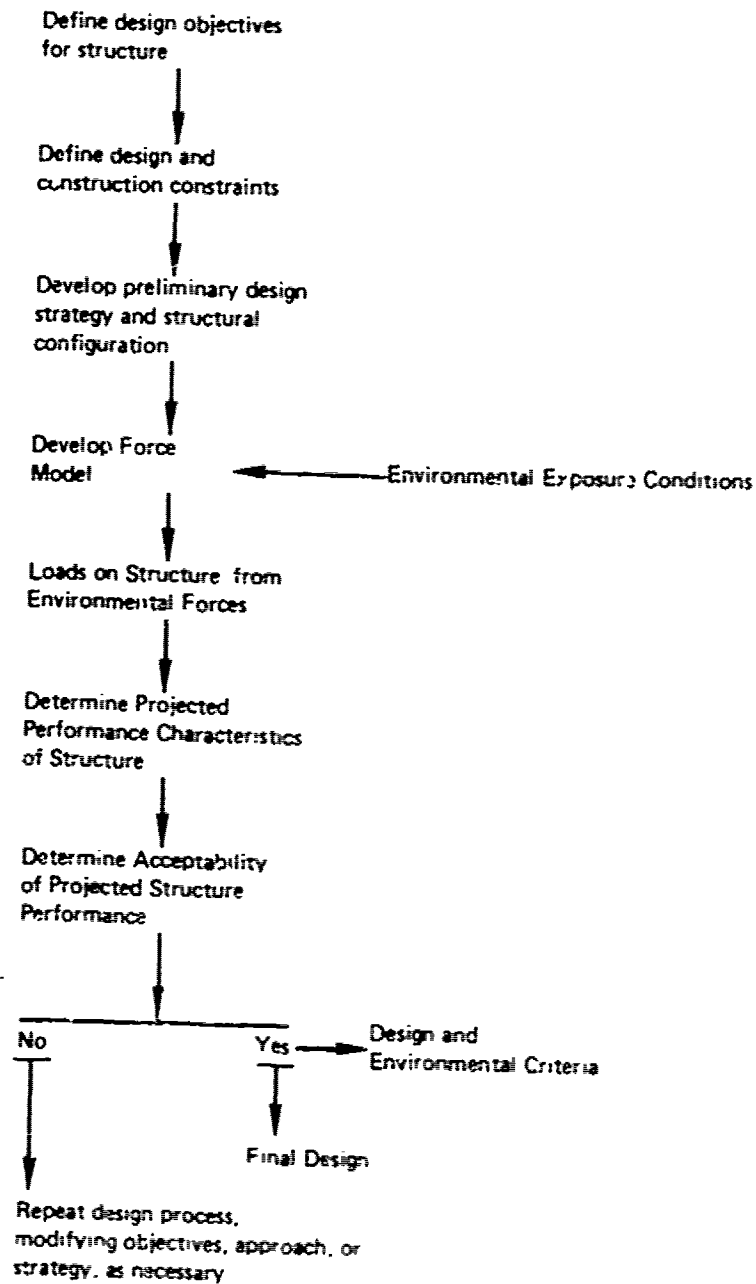 Define design objectives
for structure
Define design and
construction constraints
Develop preliminary design
strategy and structural
configuration
Develop Force
Model
Environmental Exposure Conditions
Loads on Structure from
Environmental Forces
Determine Projected
Performance Characteristics
of Structure
Determine Acceptability
of Projected Structure
Performance
No
Yes
Design and
Environmental Criteria
Final Design
Repeat design process,
modifying objectives, approach, or
strategy, as necessary